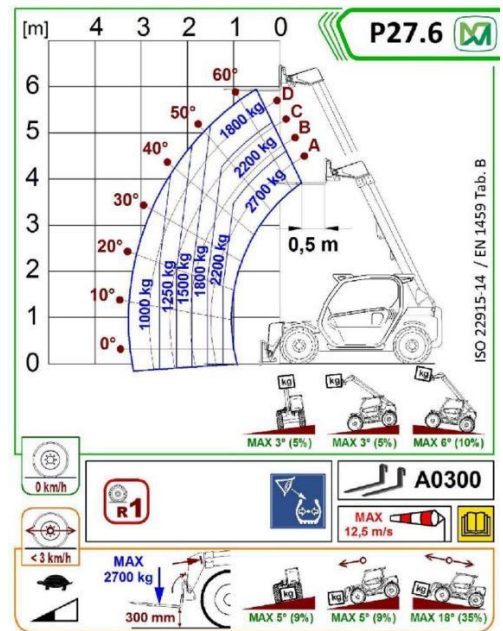 [m] 4 3 2 1 0
P27.6
6
5
4
3
2
1
0
60°
50°
40°
30°
20°
10°
0°
D
C
B
A
1800 kg
2200 kg
2700 kg
1000 kg
1250 kg
1500 kg
1800 kg
2200 kg
0,5 m
ISO 22915-14 / EN 1459 Tab. B
kg kg kg
MAX 3° (5%) MAX 3° (5%) MAX 6° (10%)
0 km/h
R1
A0300
MAX
12,5 m/s
< 3 km/h
MAX
2700 kg
300 mm
kg kg kg
MAX 5° (9%) MAX 5° (9%) MAX 18° (35%)